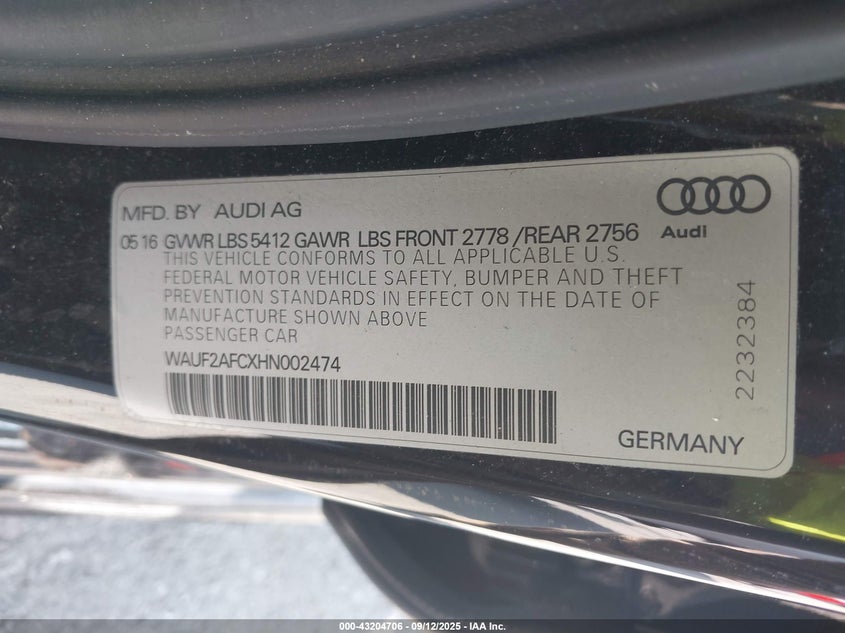 MFD. BY AUDI AG
Audi
05 16 GVWR LBS 5412 GAWR LBS FRONT 2778 /REAR 2756
THIS VEHICLE CONFORMS TO ALL APPLICABLE U.S.
FEDERAL MOTOR VEHICLE SAFETY, BUMPER AND THEFT
PREVENTION STANDARDS IN EFFECT ON THE DATE OF
MANUFACTURE SHOWN ABOVE
PASSENGER CAR
WAUF2AFCXHN002474
2232384
GERMANY
000-43204706 - 09/12/2025 - IAA Inc.